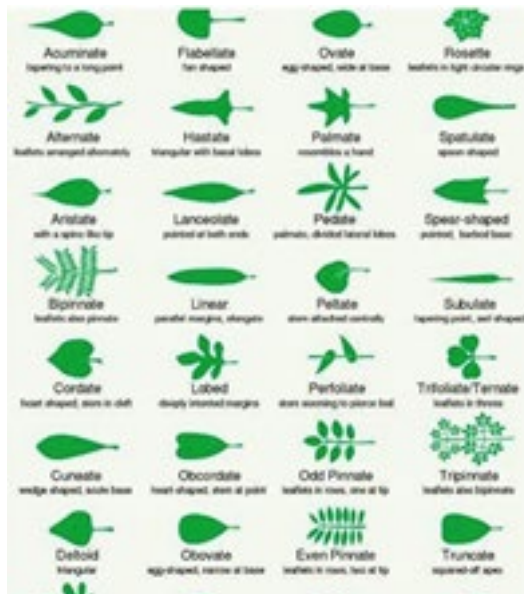 Acuminate
tapering to a long point
Flabellate
fan shaped
Ovate
egg-shaped, wide at base
Rosette
leaflets in tight circular rings
Alternate
leaflets arranged alternately
Hastate
triangular with basal lobes
Palmate
resembles a hand
Spatulate
spoon shaped
Aristate
with a spine-like tip
Lanceolate
pointed at both ends
Pedate
palmate, divided lateral lobes
Spear-shaped
pointed, barbed base
Bipinnate
leaflets also pinnate
Linear
parallel margins, elongate
Peltate
stem attached centrally
Subulate
tapering point, awl shaped
Cordate
heart shaped, stem in cleft
Lobed
deeply indented margins
Perfoliate
stem seeming to pierce leaf
Trifoliate/Ternate
leaflets in threes
Cuneate
wedge shaped, acute base
Obcordate
heart-shaped, stem at point
Odd Pinnate
leaflets in rows, one at tip
Tripinnate
leaflets also bipinnate
Deltoid
triangular
Obovate
egg-shaped, narrow at base
Even Pinnate
leaflets in rows, two at tip
Truncate
squared-off apex